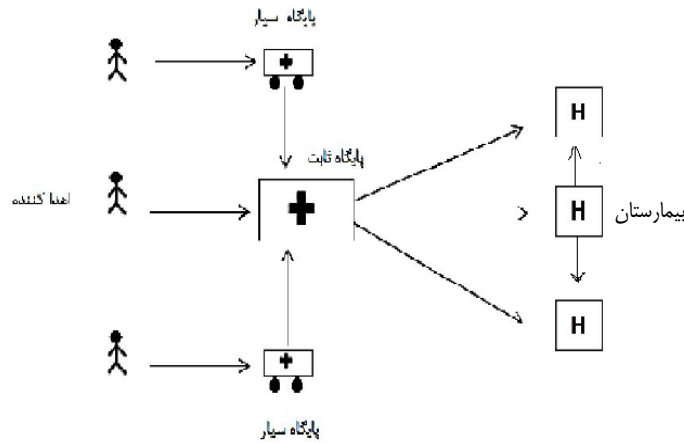 پایگاه سیار
H
پایگاه ثابت
اهدا کننده
H
بیمارستان
H
پایگاه سیار